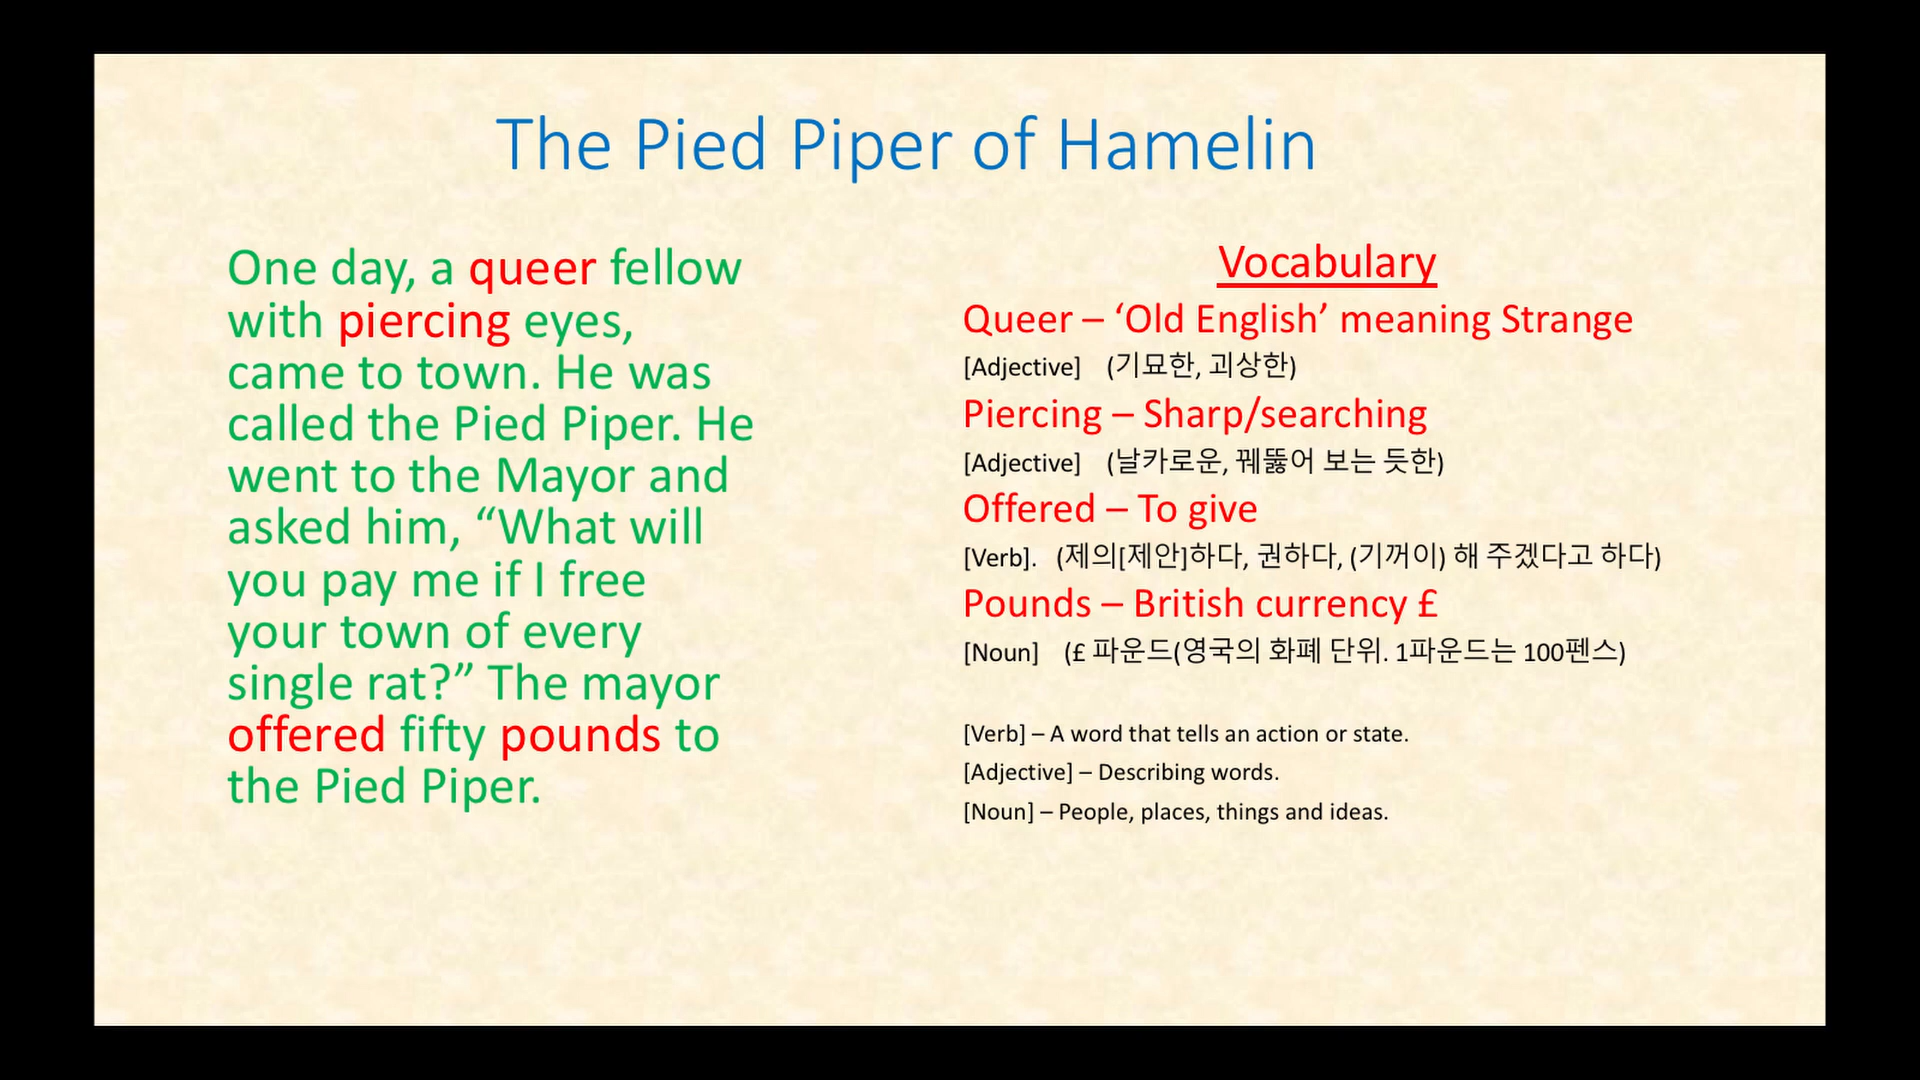 The Pied Piper of Hamelin
One day, a queer fellow
with piercing eyes,
came to town. He was
called the Pied Piper. He
went to the Mayor and
asked him, “What will
you pay me if I free
your town of every
single rat?” The mayor
offered fifty pounds to
the Pied Piper.
Vocabulary
Queer – ‘Old English’ meaning Strange
[Adjective] (기묘한, 괴상한)
Piercing – Sharp/searching
[Adjective] (날카로운, 꿰뚫어 보는 듯한)
Offered – To give
[Verb]. (제의[제안]하다, 권하다, (기꺼이) 해 주겠다고 하다)
Pounds – British currency £
[Noun] (£ 파운드(영국의 화폐 단위. 1파운드는 100펜스)
[Verb] – A word that tells an action or state.
[Adjective] – Describing words.
[Noun] – People, places, things and ideas.